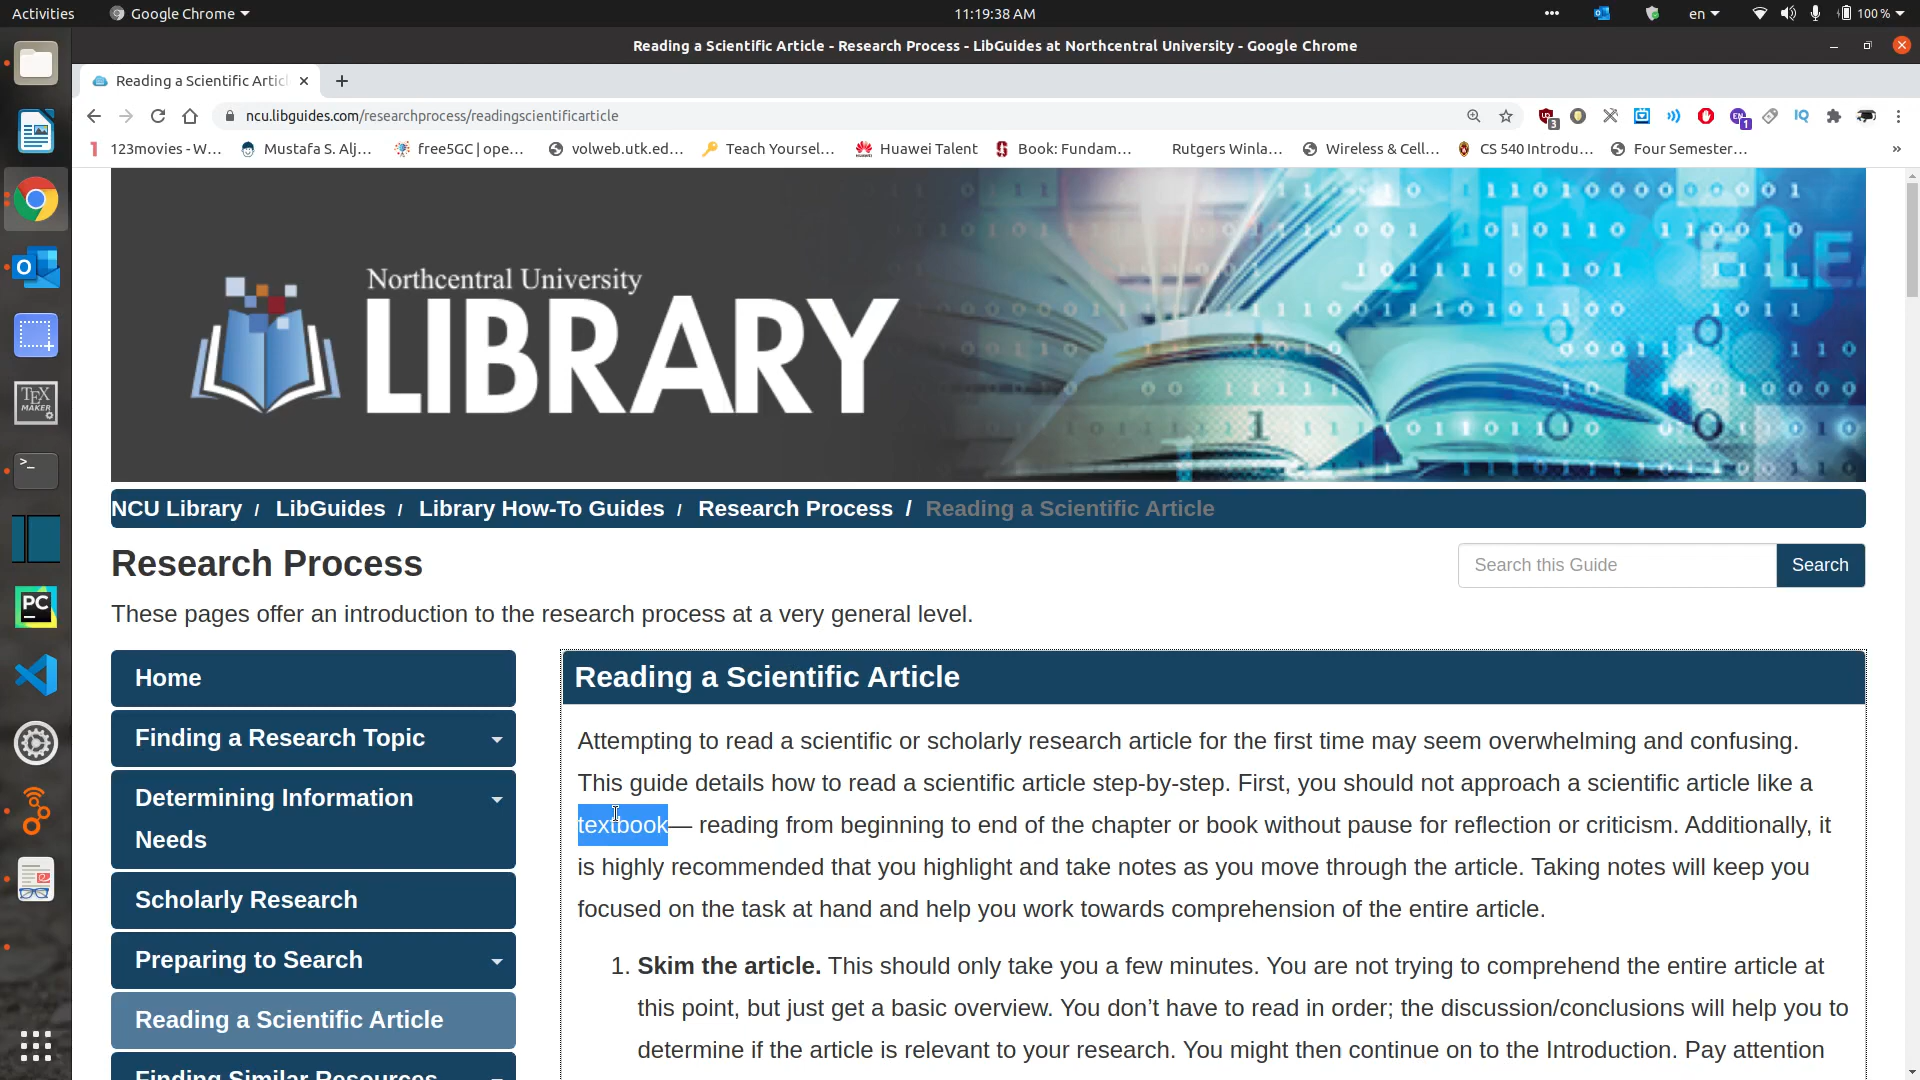 Activities Google Chrome 11:19:38 AM en 100 %
Reading a Scientific Article - Research Process - LibGuides at Northcentral University - Google Chrome
Reading a Scientific Articl
ncu.libguides.com/researchprocess/readingscientificarticle
123movies - W... Mustafa S. Alj... free5GC | ope... volweb.utk.ed... Teach Yoursel... Huawei Talent Book: Fundam... Rutgers Winla... Wireless & Cell... CS 540 Introdu... Four Semester... »
Northcentral University
LIBRARY
NCU Library / LibGuides / Library How-To Guides / Research Process / Reading a Scientific Article
Research Process
Search this Guide Search
These pages offer an introduction to the research process at a very general level.
Home
Finding a Research Topic
Determining Information
Needs
Scholarly Research
Preparing to Search
Reading a Scientific Article
Finding Similar Resources
Reading a Scientific Article
Attempting to read a scientific or scholarly research article for the first time may seem overwhelming and confusing.
This guide details how to read a scientific article step-by-step. First, you should not approach a scientific article like a
textbook— reading from beginning to end of the chapter or book without pause for reflection or criticism. Additionally, it
is highly recommended that you highlight and take notes as you move through the article. Taking notes will keep you
focused on the task at hand and help you work towards comprehension of the entire article.
1. Skim the article. This should only take you a few minutes. You are not trying to comprehend the entire article at
this point, but just get a basic overview. You don’t have to read in order; the discussion/conclusions will help you to
determine if the article is relevant to your research. You might then continue on to the Introduction. Pay attention